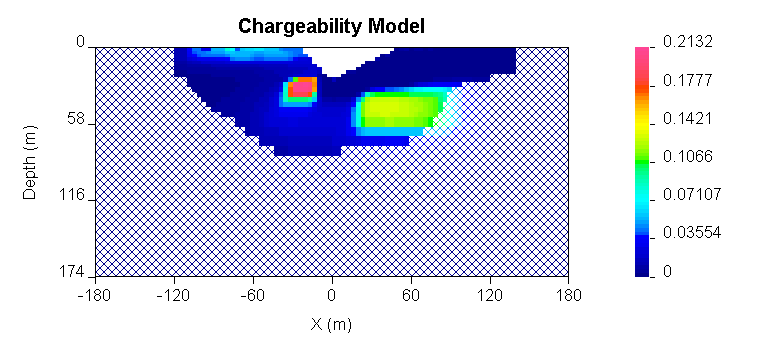 Chargeability Model
0
58
116
174
Depth (m)
-180 -120 -60 0 60 120 180
X (m)
0.2132
0.1777
0.1421
0.1066
0.07107
0.03554
0